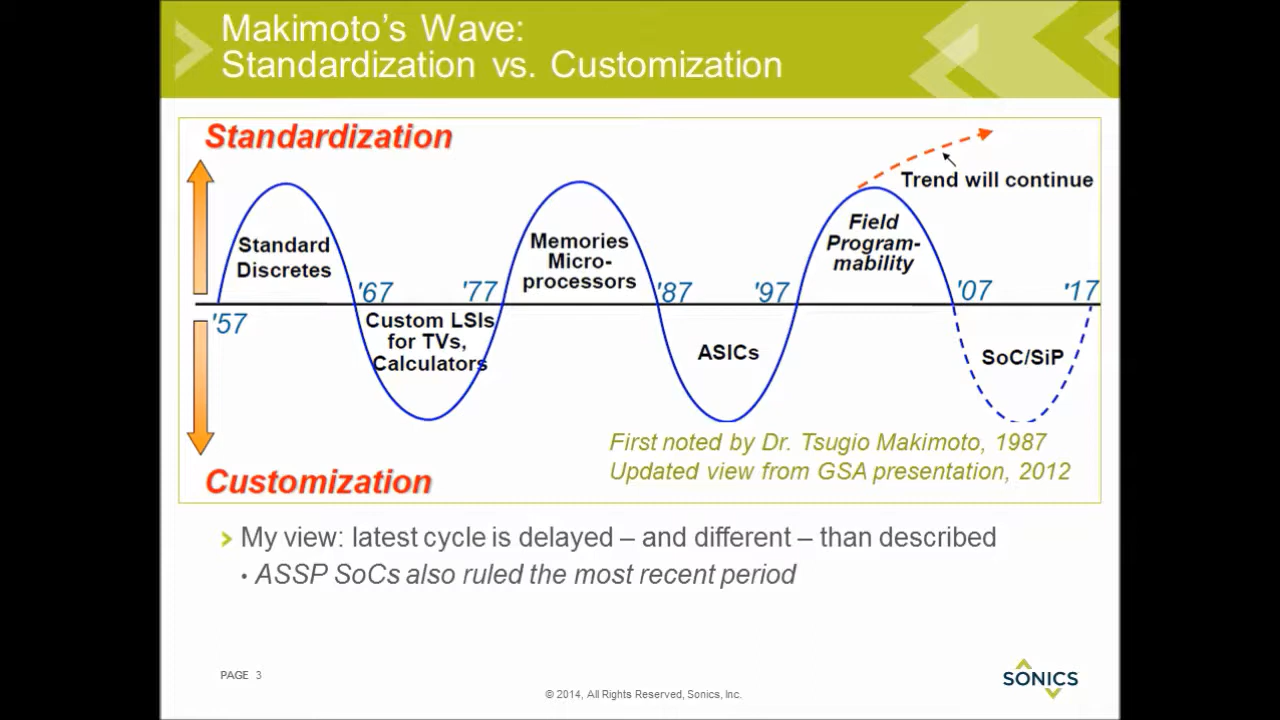 Makimoto's Wave:
Standardization vs. Customization
Standardization
Trend will continue
Standard
Discretes
Memories
Micro-
processors
Field
Program-
mability
'57
'67
'77
'87
'97
'07
'17
Custom LSIs
for TVs,
Calculators
ASICs
SoC/SiP
First noted by Dr. Tsugio Makimoto, 1987
Updated view from GSA presentation, 2012
Customization
My view: latest cycle is delayed – and different – than described
• ASSP SoCs also ruled the most recent period
PAGE 3
© 2014, All Rights Reserved, Sonics, Inc.
SONICS